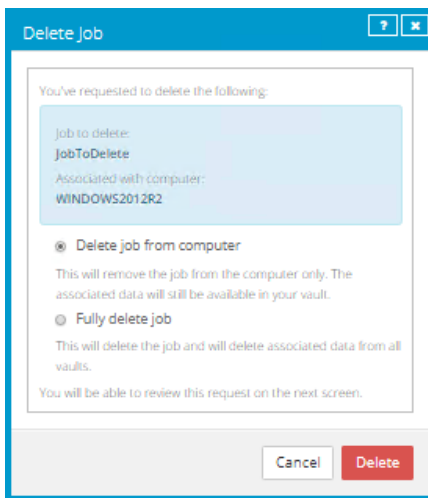 Delete Job
?
You've requested to delete the following:
Job to delete:
JobToDelete
Associated with computer:
WINDOWS2012R2
Delete job from computer
This will remove the job from the computer only. The
associated data will still be available in your vault.
Fully delete job
This will delete the job and will delete associated data from all
vaults.
You will be able to review this request on the next screen.
Cancel
Delete